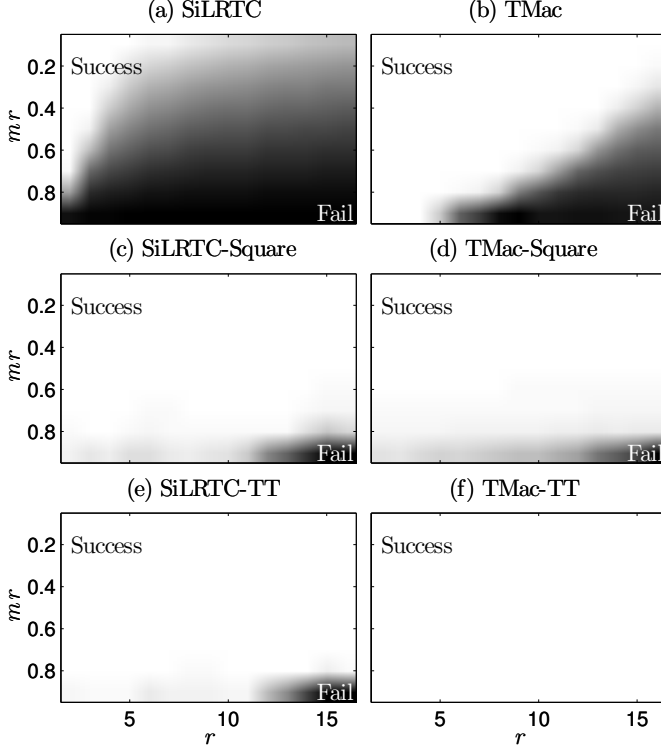 (a) SiLRTC (b) TMac
Success Success
0.2
0.4
mr
0.6
0.8
Fail Fail
(c) SiLRTC-Square (d) TMac-Square
0.2
Success Success
0.4
mr
0.6
0.8
Fail Fail
(e) SiLRTC-TT (f) TMac-TT
0.2
Success Success
0.4
mr
0.6
0.8
Fail
5 10 15 5 10 15
r r